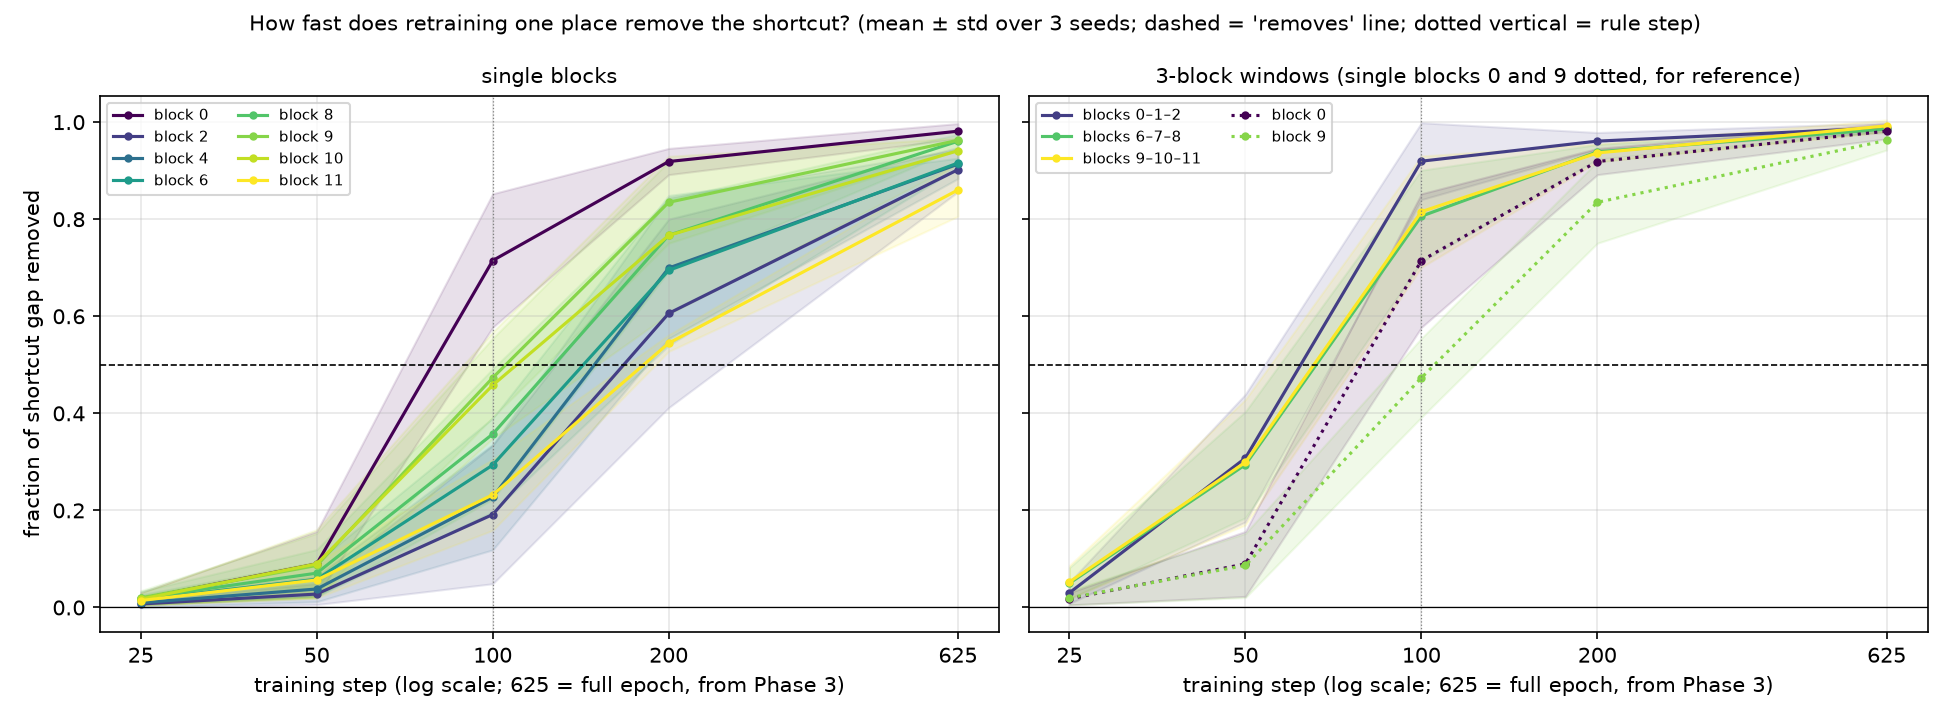 How fast does retraining one place remove the shortcut? (mean ± std over 3 seeds; dashed = 'removes' line; dotted vertical = rule step)
single blocks
block 0
block 2
block 4
block 6
block 8
block 9
block 10
block 11
fraction of shortcut gap removed
1.0
0.8
0.6
0.4
0.2
0.0
25
50
100
200
625
training step (log scale; 625 = full epoch, from Phase 3)
3-block windows (single blocks 0 and 9 dotted, for reference)
blocks 0–1–2
blocks 6–7–8
blocks 9–10–11
block 0
block 9
25
50
100
200
625
training step (log scale; 625 = full epoch, from Phase 3)